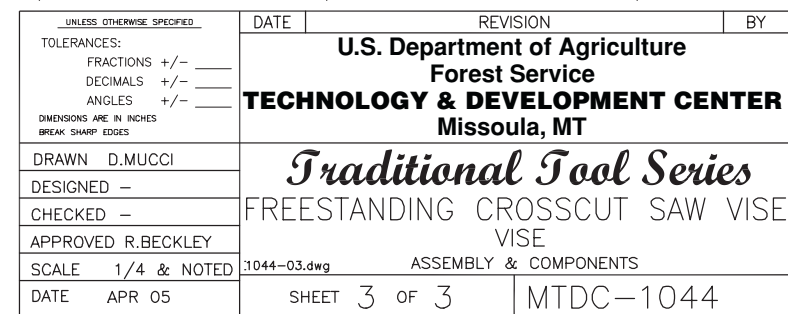 UNLESS OTHERWISE SPECIFIED
TOLERANCES:
FRACTIONS +/- ____
DECIMALS +/- ____
ANGLES +/- ____
DIMENSIONS ARE IN INCHES
BREAK SHARP EDGES
DATE REVISION BY
U.S. Department of Agriculture
Forest Service
TECHNOLOGY & DEVELOPMENT CENTER
Missoula, MT
DRAWN D.MUCCI
DESIGNED –
CHECKED –
APPROVED R.BECKLEY
SCALE 1/4 & NOTED
DATE APR 05
Traditional Tool Series
FREESTANDING CROSSCUT SAW VISE
VISE
1044-03.dwg ASSEMBLY & COMPONENTS
SHEET 3 OF 3 MTDC-1044